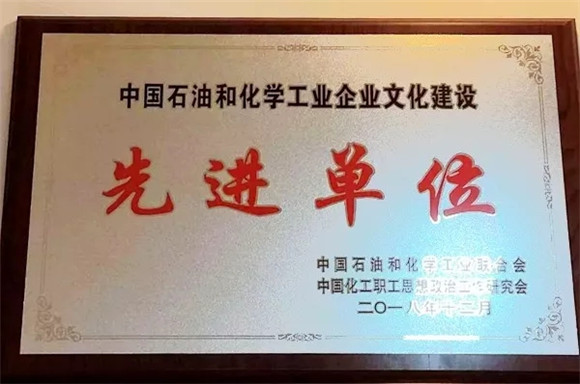 中国石油和化学工业企业文化建设
先进单位
中国石油和化学工业联合会
中国化工职工思想政治工作研究会
二〇一八年十二月